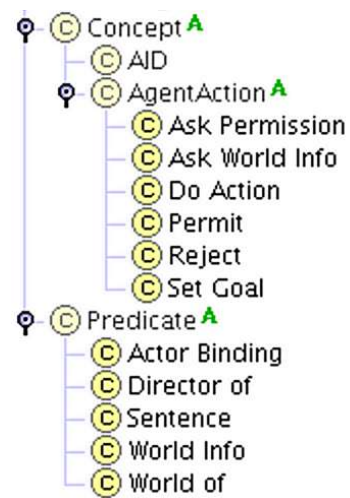 C Concept A
C AID
C AgentAction A
C Ask Permission
C Ask World Info
C Do Action
C Permit
C Reject
C Set Goal
C Predicate A
C Actor Binding
C Director of
C Sentence
C World Info
C World of